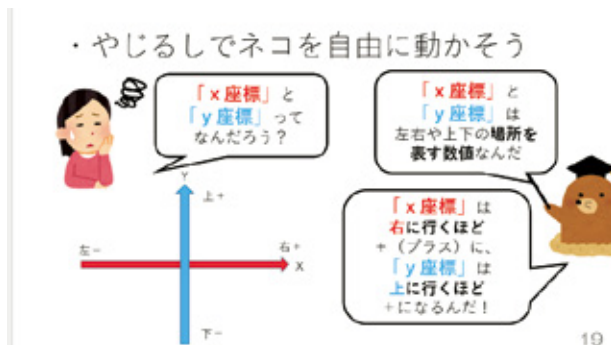 ・やじるしでネコを自由に動かそう
「x座標」と
「y座標」って
なんだろう？
「x座標」と
「y座標」は
左右や上下の場所を
表す数値なんだ
Y
上+
左−
右+
X
下−
「x座標」は
右に行くほど
+（プラス）に、
「y座標」は
上に行くほど
+になるんだ！
19